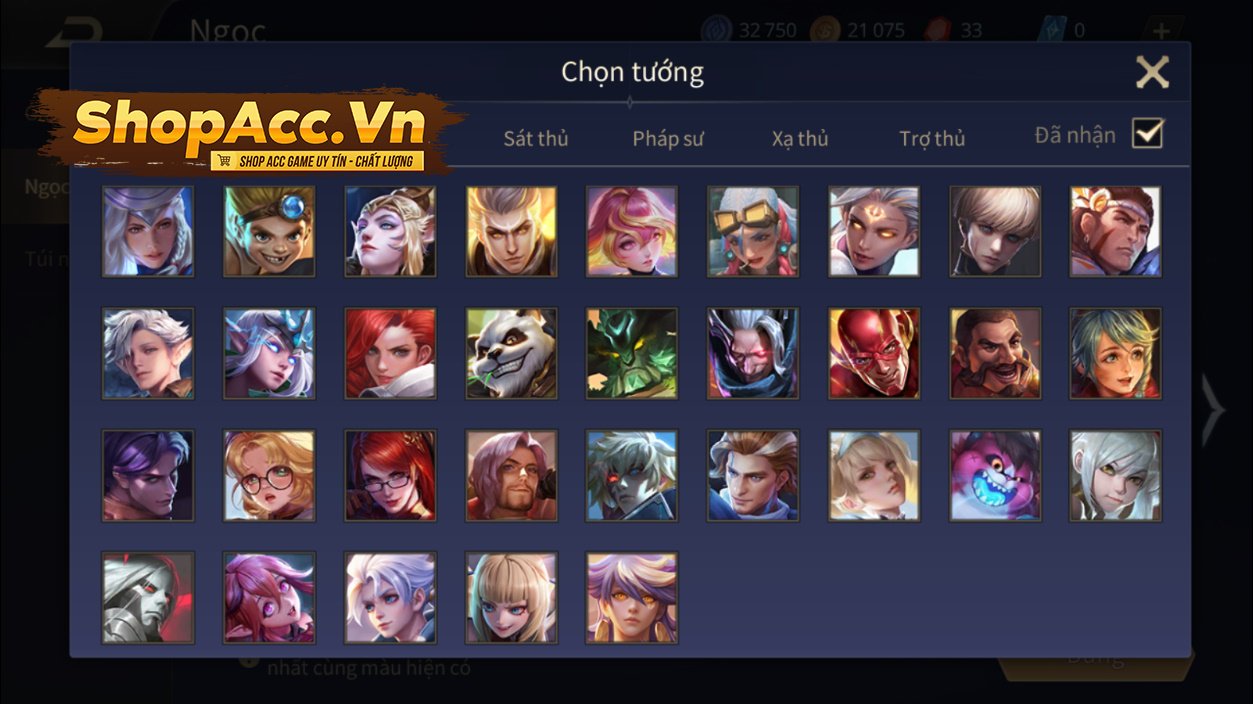 Ngọc
32 750
21 075
33
0
Chọn tướng
ShopAcc.Vn
SHOP ACC GAME UY TÍN - CHẤT LƯỢNG
Sát thủ
Pháp sư
Xạ thủ
Trợ thủ
Đã nhận
Ngọc
Túi
nhất cùng màu hiện có